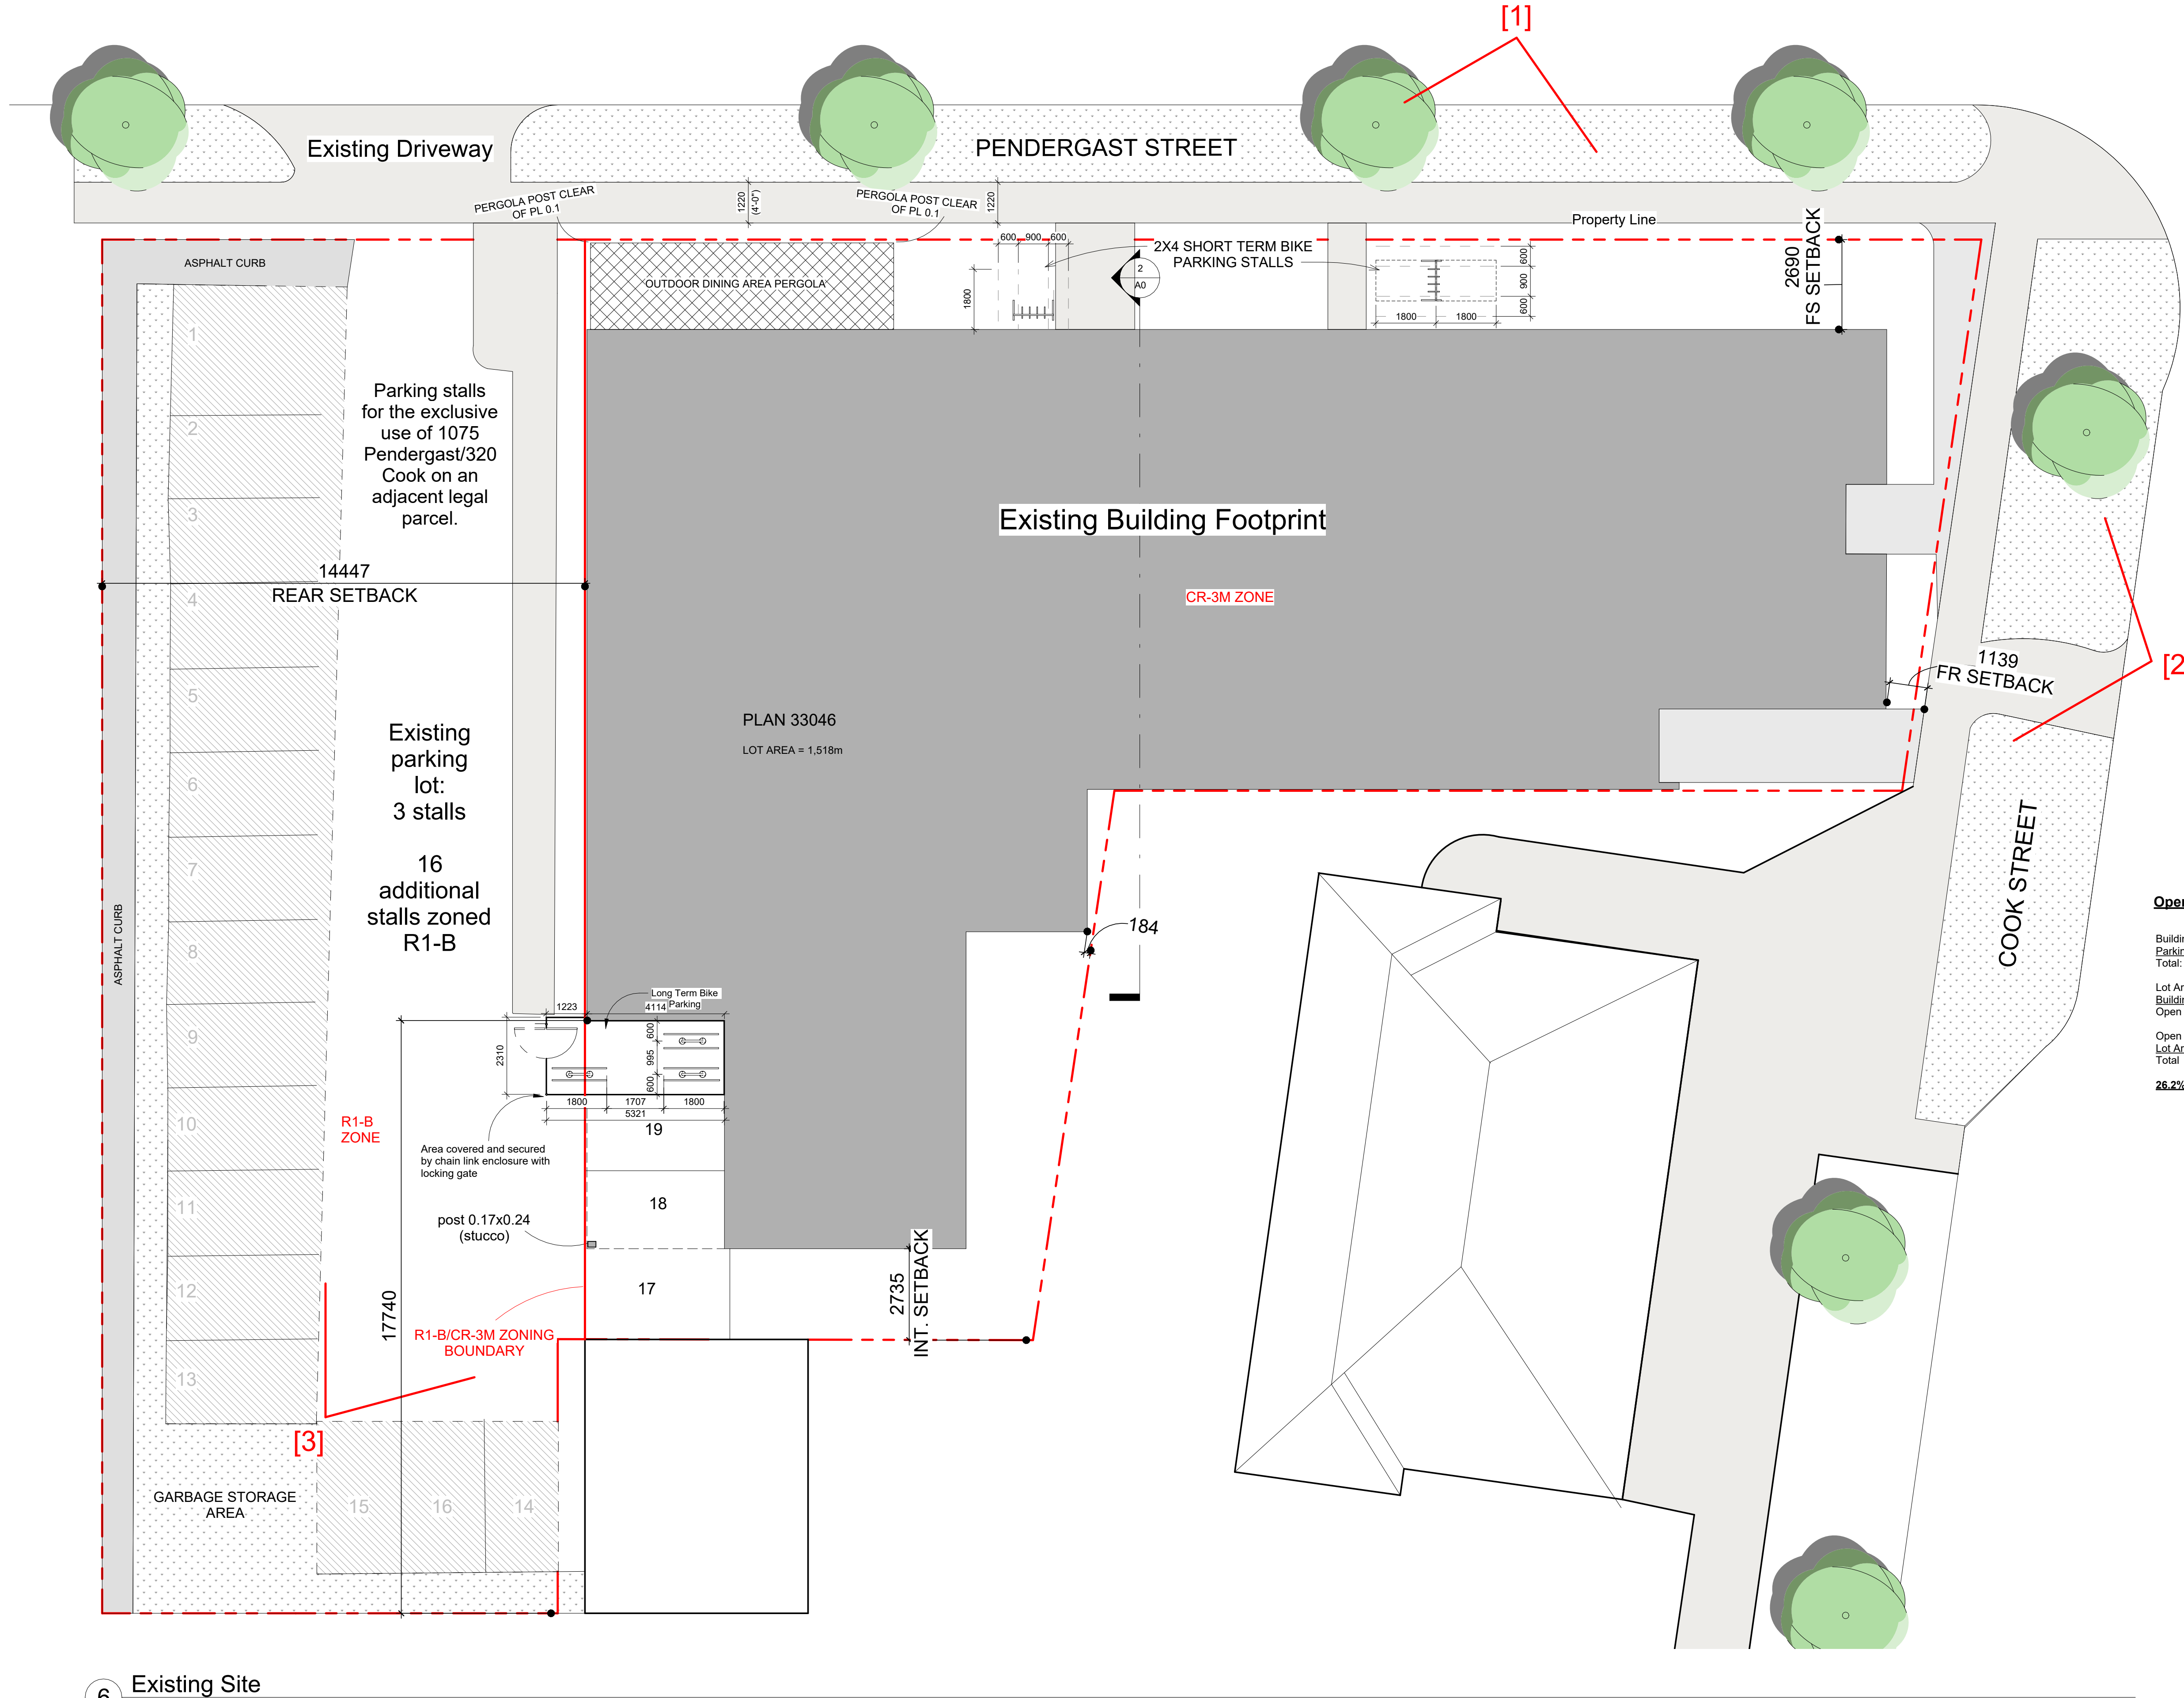 [1]
Existing Driveway
PENDERGAST STREET
PERGOLA POST CLEAR
OF PL 0.1
1220
(4'-0")
PERGOLA POST CLEAR
OF PL 0.1
1220
Property Line
ASPHALT CURB
OUTDOOR DINING AREA PERGOLA
600
900
600
1800
2X4 SHORT TERM BIKE
PARKING STALLS
2
A0
600
900
600
1800
1800
2690
FS SETBACK
1
2
3
4
5
6
7
8
9
10
11
12
13
Parking stalls
for the exclusive
use of 1075
Pendergast/320
Cook on an
adjacent legal
parcel.
14447
REAR SETBACK
Existing Building Footprint
CR-3M ZONE
PLAN 33046
LOT AREA = 1,518m
1139
FR SETBACK
[2
Existing
parking
lot:
3 stalls
16
additional
stalls zoned
R1-B
ASPHALT CURB
184
COOK STREET
Long Term Bike
Parking
1223
4114
2310
600
995
600
1800
1707
1800
5321
19
18
17
R1-B
ZONE
Area covered and secured
by chain link enclosure with
locking gate
post 0.17x0.24
(stucco)
17740
R1-B/CR-3M ZONING
BOUNDARY
2735
INT. SETBACK
[3]
GARBAGE STORAGE
AREA
15
16
14
Total:
Open
Open
Total
26.2%
6
Existing Site